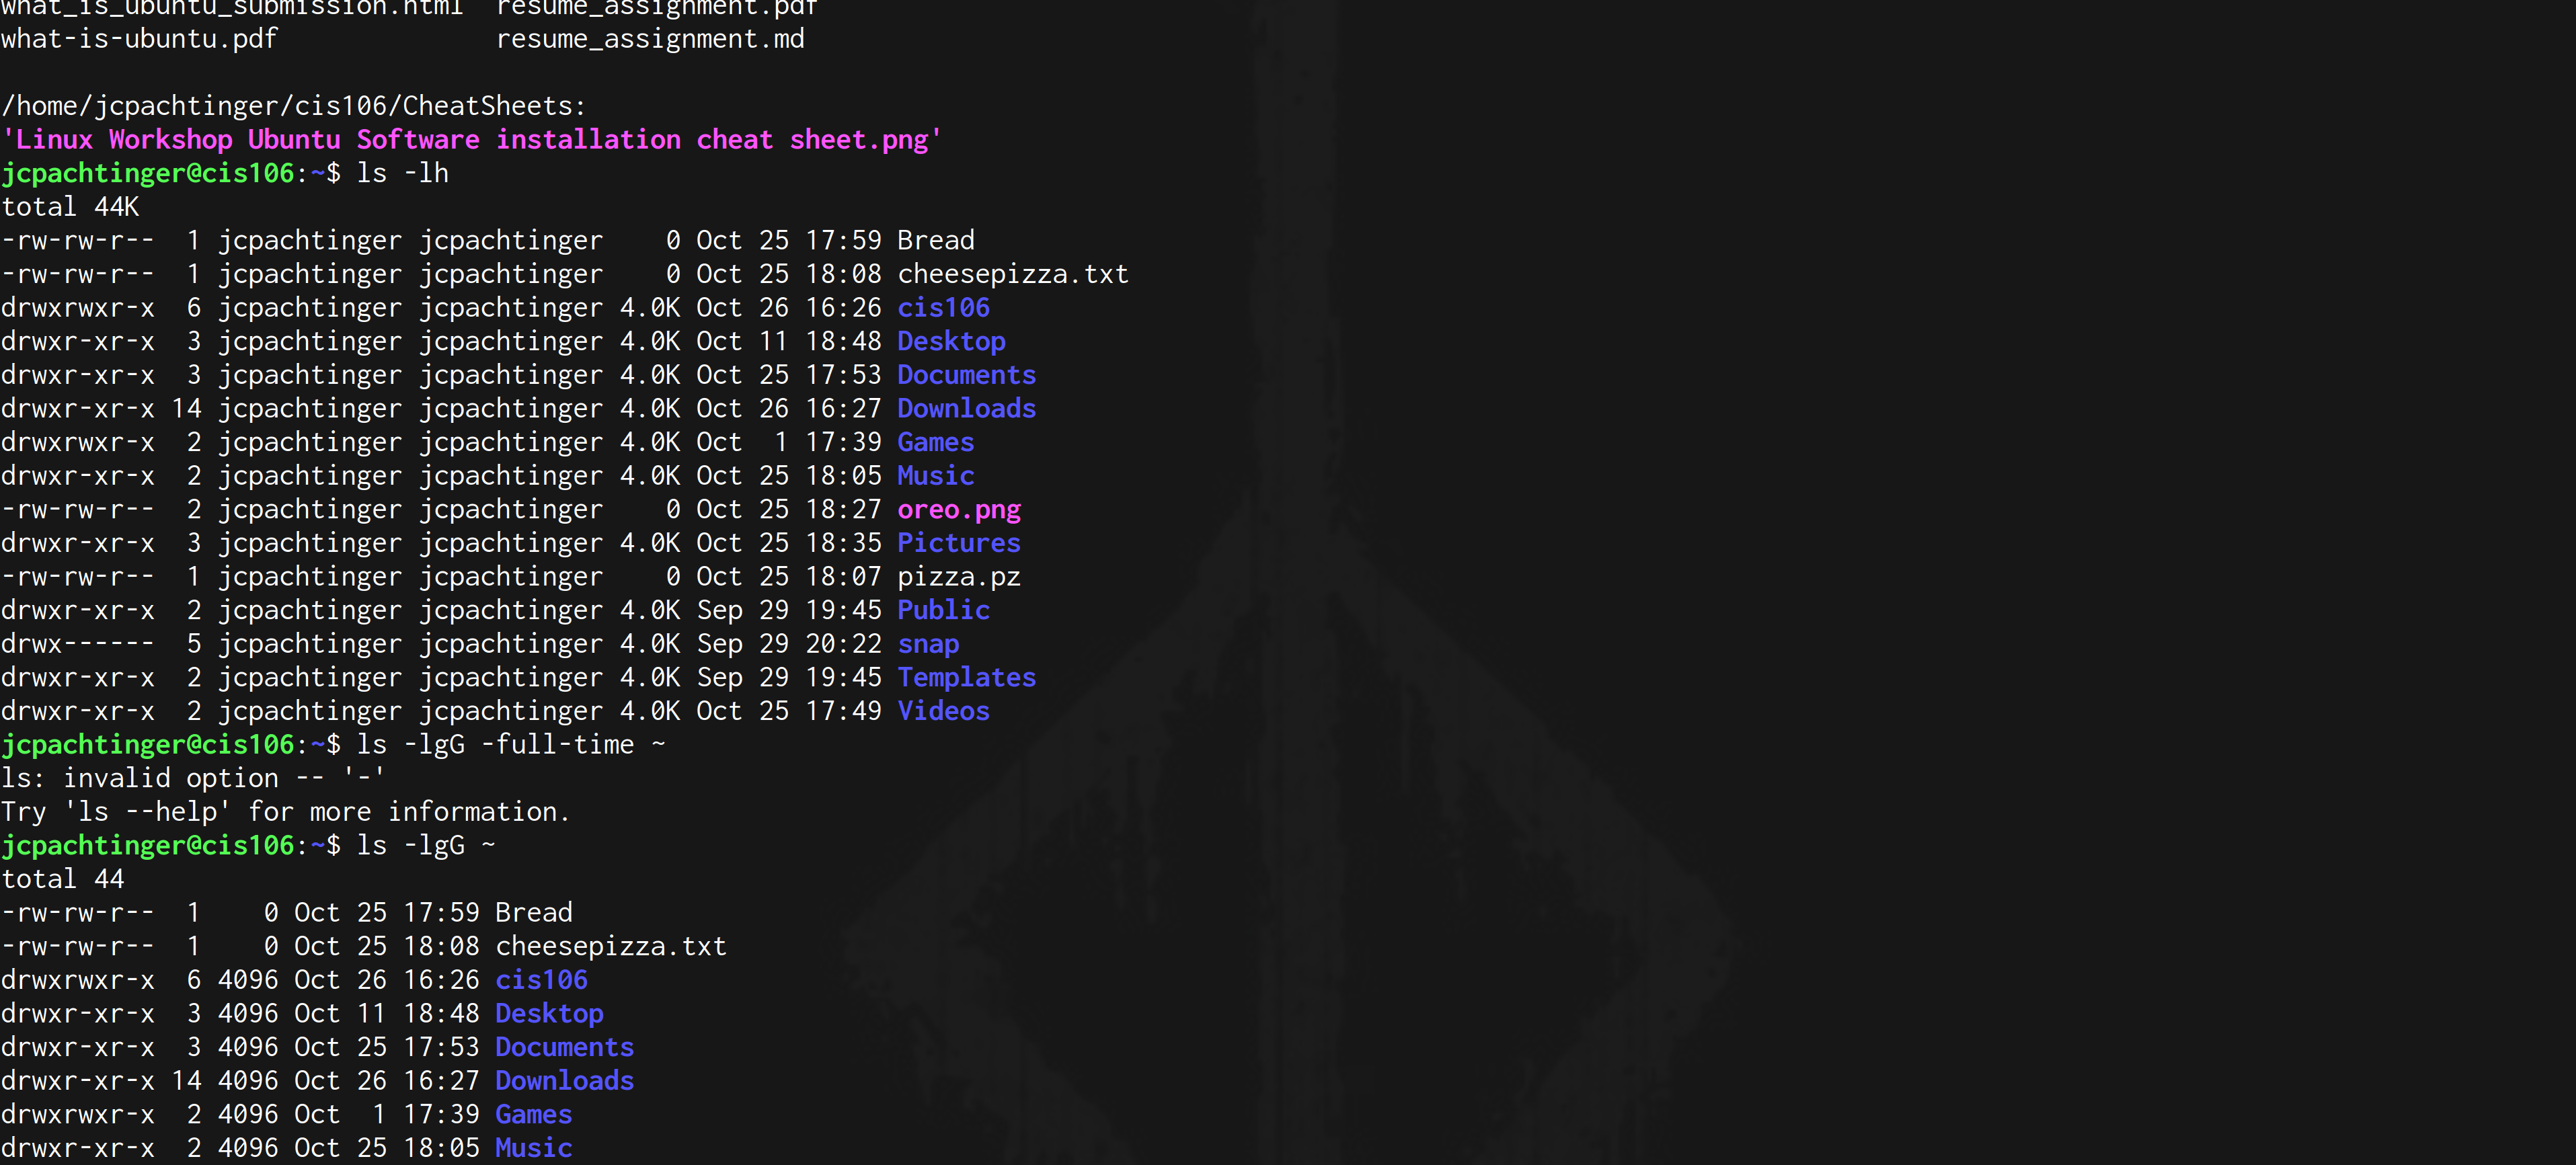 what_is_ubuntu_submission.html  resume_assignment.pdf
what-is-ubuntu.pdf              resume_assignment.md

/home/jcpachtinger/cis106/CheatSheets:
'Linux Workshop Ubuntu Software installation cheat sheet.png'
jcpachtinger@cis106:~$ ls -lh
total 44K
-rw-rw-r--  1 jcpachtinger jcpachtinger    0 Oct 25 17:59 Bread
-rw-rw-r--  1 jcpachtinger jcpachtinger    0 Oct 25 18:08 cheesepizza.txt
drwxrwxr-x  6 jcpachtinger jcpachtinger 4.0K Oct 26 16:26 cis106
drwxr-xr-x  3 jcpachtinger jcpachtinger 4.0K Oct 11 18:48 Desktop
drwxr-xr-x  3 jcpachtinger jcpachtinger 4.0K Oct 25 17:53 Documents
drwxr-xr-x 14 jcpachtinger jcpachtinger 4.0K Oct 26 16:27 Downloads
drwxrwxr-x  2 jcpachtinger jcpachtinger 4.0K Oct  1 17:39 Games
drwxr-xr-x  2 jcpachtinger jcpachtinger 4.0K Oct 25 18:05 Music
-rw-rw-r--  2 jcpachtinger jcpachtinger    0 Oct 25 18:27 oreo.png
drwxr-xr-x  3 jcpachtinger jcpachtinger 4.0K Oct 25 18:35 Pictures
-rw-rw-r--  1 jcpachtinger jcpachtinger    0 Oct 25 18:07 pizza.pz
drwxr-xr-x  2 jcpachtinger jcpachtinger 4.0K Sep 29 19:45 Public
drwx------  5 jcpachtinger jcpachtinger 4.0K Sep 29 20:22 snap
drwxr-xr-x  2 jcpachtinger jcpachtinger 4.0K Sep 29 19:45 Templates
drwxr-xr-x  2 jcpachtinger jcpachtinger 4.0K Oct 25 17:49 Videos
jcpachtinger@cis106:~$ ls -lgG -full-time ~
ls: invalid option -- '-'
Try 'ls --help' for more information.
jcpachtinger@cis106:~$ ls -lgG ~
total 44
-rw-rw-r--  1    0 Oct 25 17:59 Bread
-rw-rw-r--  1    0 Oct 25 18:08 cheesepizza.txt
drwxrwxr-x  6 4096 Oct 26 16:26 cis106
drwxr-xr-x  3 4096 Oct 11 18:48 Desktop
drwxr-xr-x  3 4096 Oct 25 17:53 Documents
drwxr-xr-x 14 4096 Oct 26 16:27 Downloads
drwxrwxr-x  2 4096 Oct  1 17:39 Games
drwxr-xr-x  2 4096 Oct 25 18:05 Music